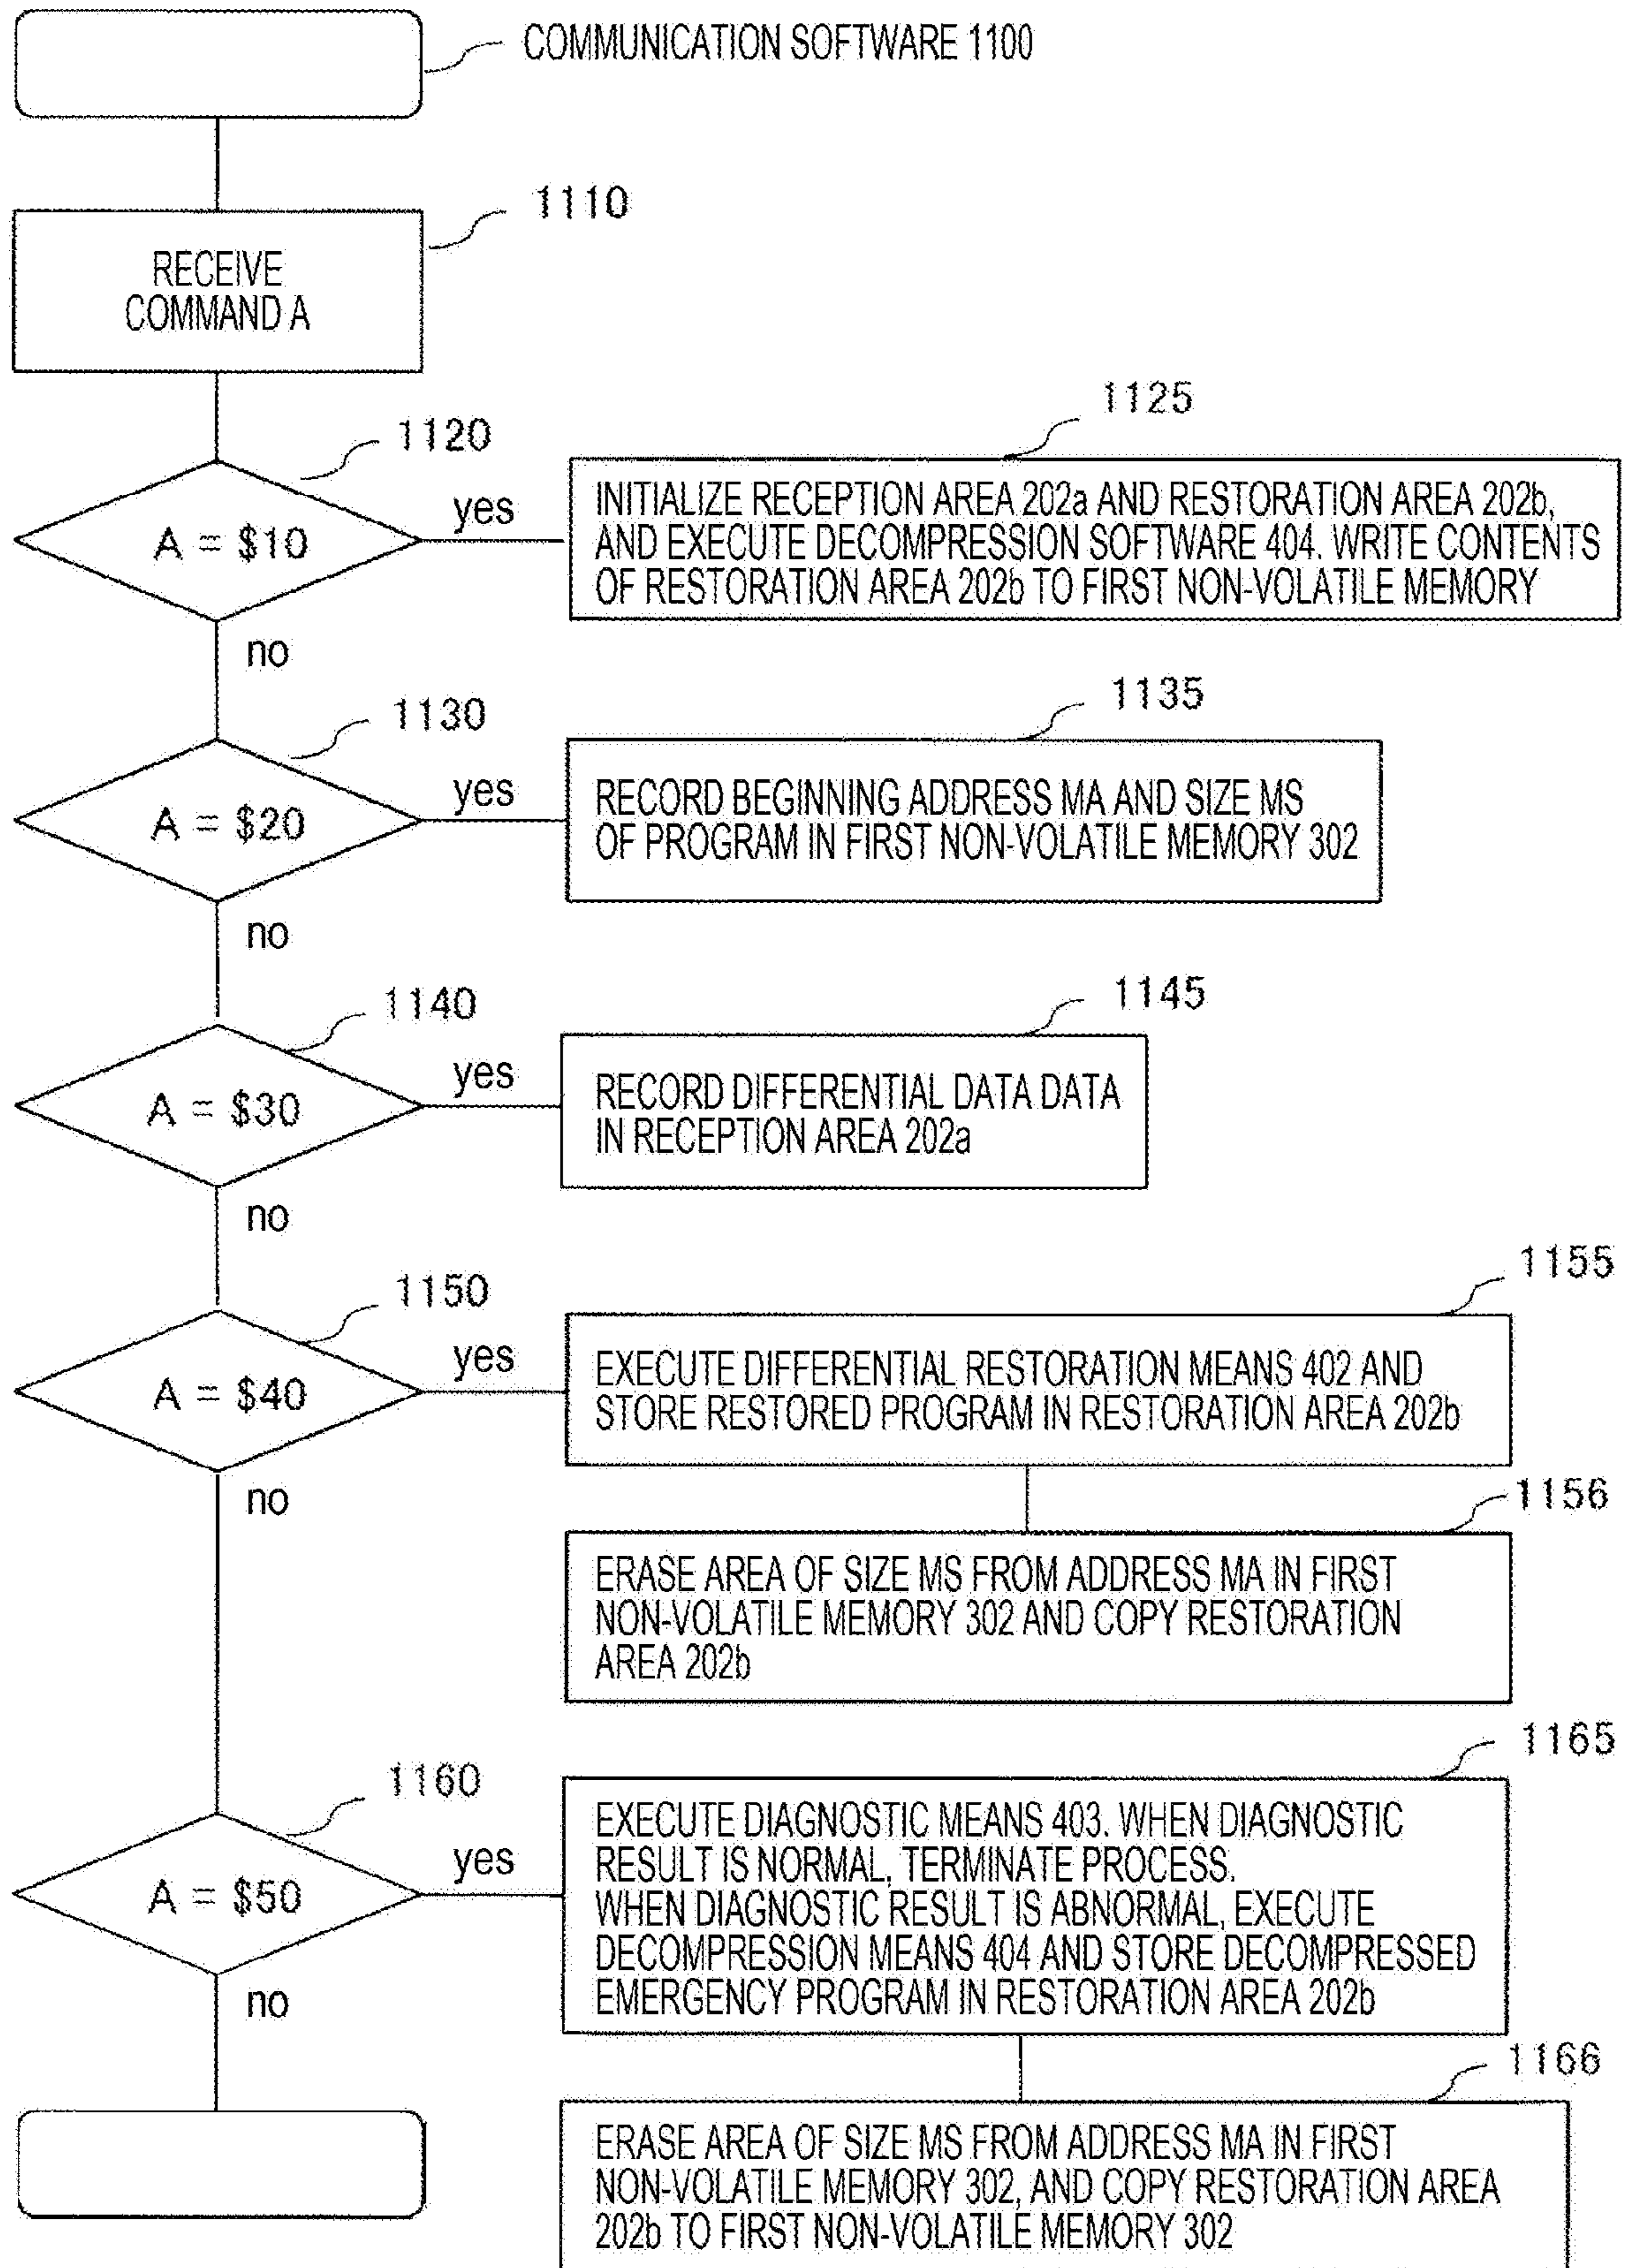 COMMUNICATION SOFTWARE 1100
1110
RECEIVE
COMMAND A
1120
A = $10
yes
no
1125
INITIALIZE RECEPTION AREA 202a AND RESTORATION AREA 202b,
AND EXECUTE DECOMPRESSION SOFTWARE 404. WRITE CONTENTS
OF RESTORATION AREA 202b TO FIRST NON-VOLATILE MEMORY
1130
A = $20
yes
no
1135
RECORD BEGINNING ADDRESS MA AND SIZE MS
OF PROGRAM IN FIRST NON-VOLATILE MEMORY 302
1140
A = $30
yes
no
1145
RECORD DIFFERENTIAL DATA DATA
IN RECEPTION AREA 202a
1150
A = $40
yes
no
1155
EXECUTE DIFFERENTIAL RESTORATION MEANS 402 AND
STORE RESTORED PROGRAM IN RESTORATION AREA 202b
1156
ERASE AREA OF SIZE MS FROM ADDRESS MA IN FIRST
NON-VOLATILE MEMORY 302 AND COPY RESTORATION
AREA 202b
1160
A = $50
yes
no
1165
EXECUTE DIAGNOSTIC MEANS 403. WHEN DIAGNOSTIC
RESULT IS NORMAL, TERMINATE PROCESS.
WHEN DIAGNOSTIC RESULT IS ABNORMAL, EXECUTE
DECOMPRESSION MEANS 404 AND STORE DECOMPRESSED
EMERGENCY PROGRAM IN RESTORATION AREA 202b
1166
ERASE AREA OF SIZE MS FROM ADDRESS MA IN FIRST
NON-VOLATILE MEMORY 302, AND COPY RESTORATION AREA
202b TO FIRST NON-VOLATILE MEMORY 302